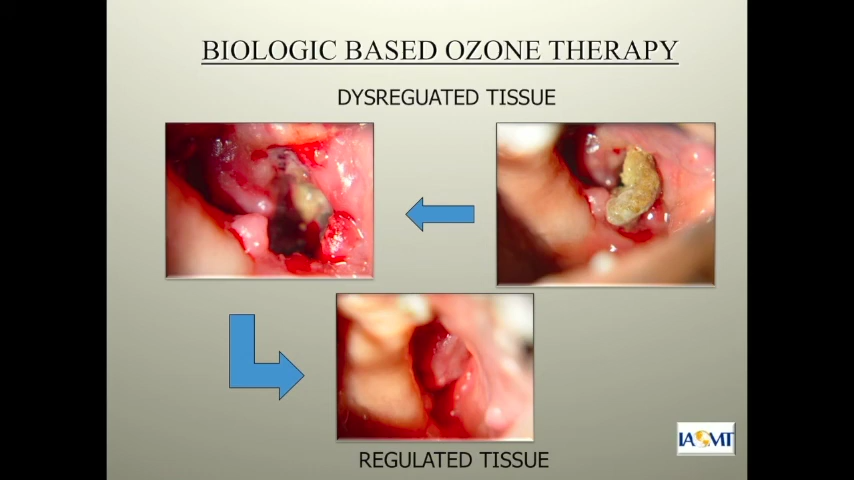 BIOLOGIC BASED OZONE THERAPY
DYSREGUATED TISSUE
REGULATED TISSUE
IAOMT